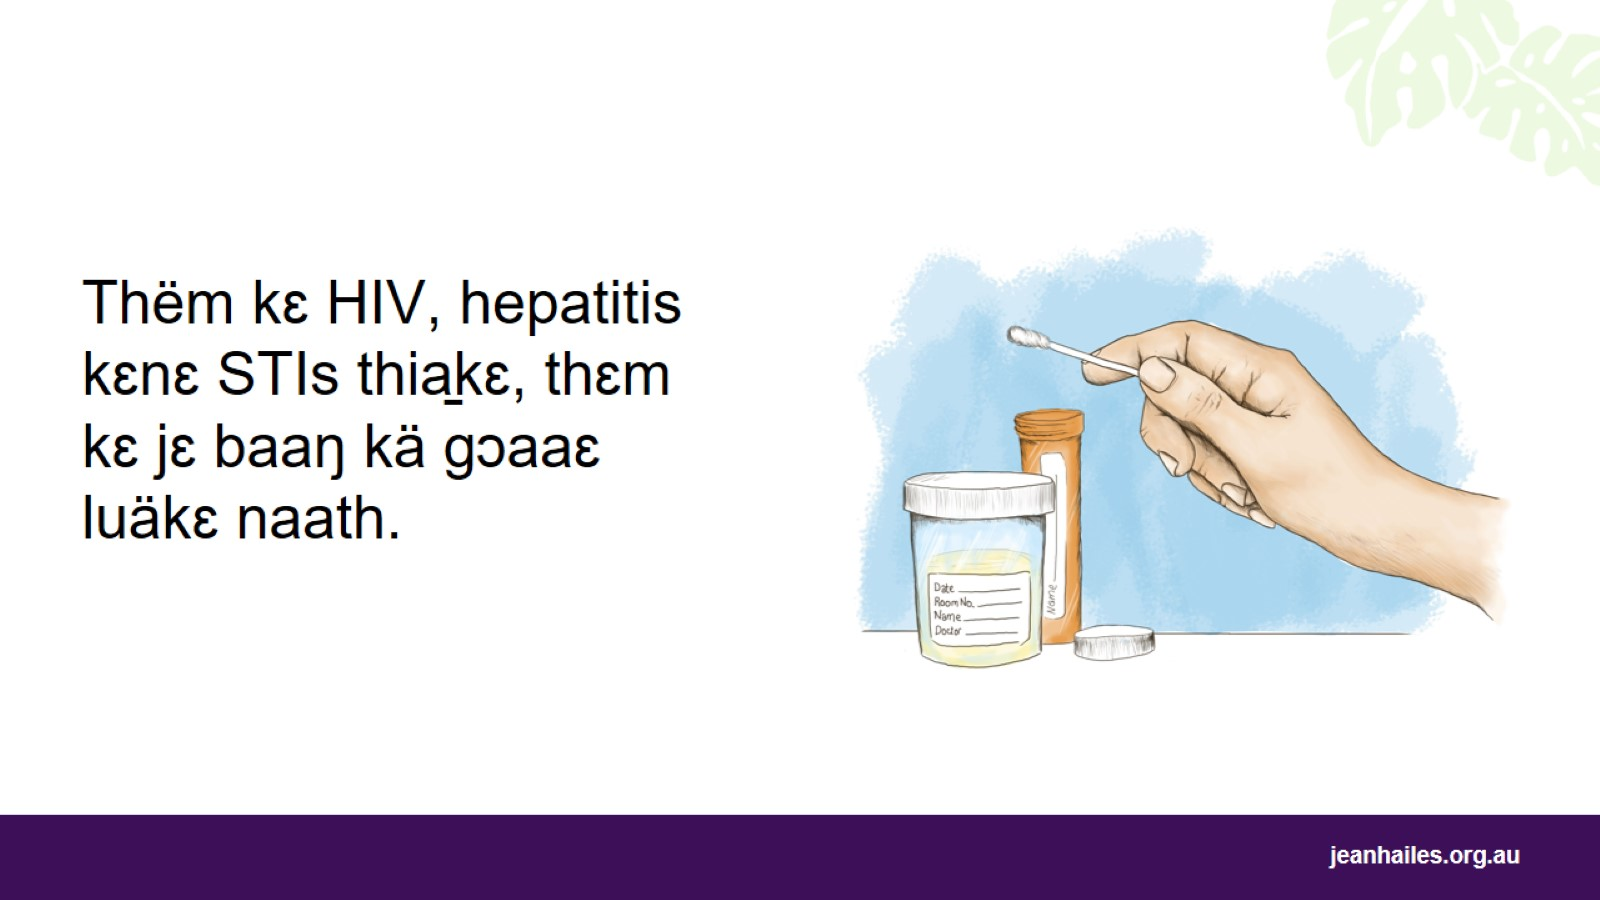 Thëm kɛ HIV, hepatitis
kɛnɛ STIs thia̱kɛ, thɛm
kɛ jɛ baaŋ kä gɔaaɛ
luäkɛ naath.
Date
Room No.
Name
Doctor
Name
jeanhailes.org.au